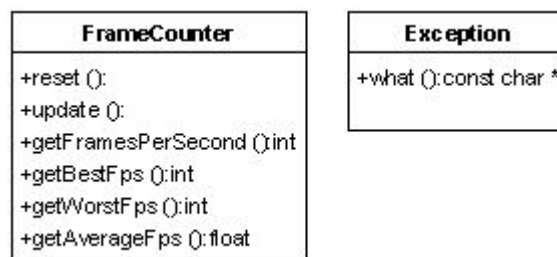 FrameCounter
+reset ():
+update ():
+getFramesPerSecond ():int
+getBestFps ():int
+getWorstFps ():int
+getAverageFps ():float
Exception
+what ():const char *